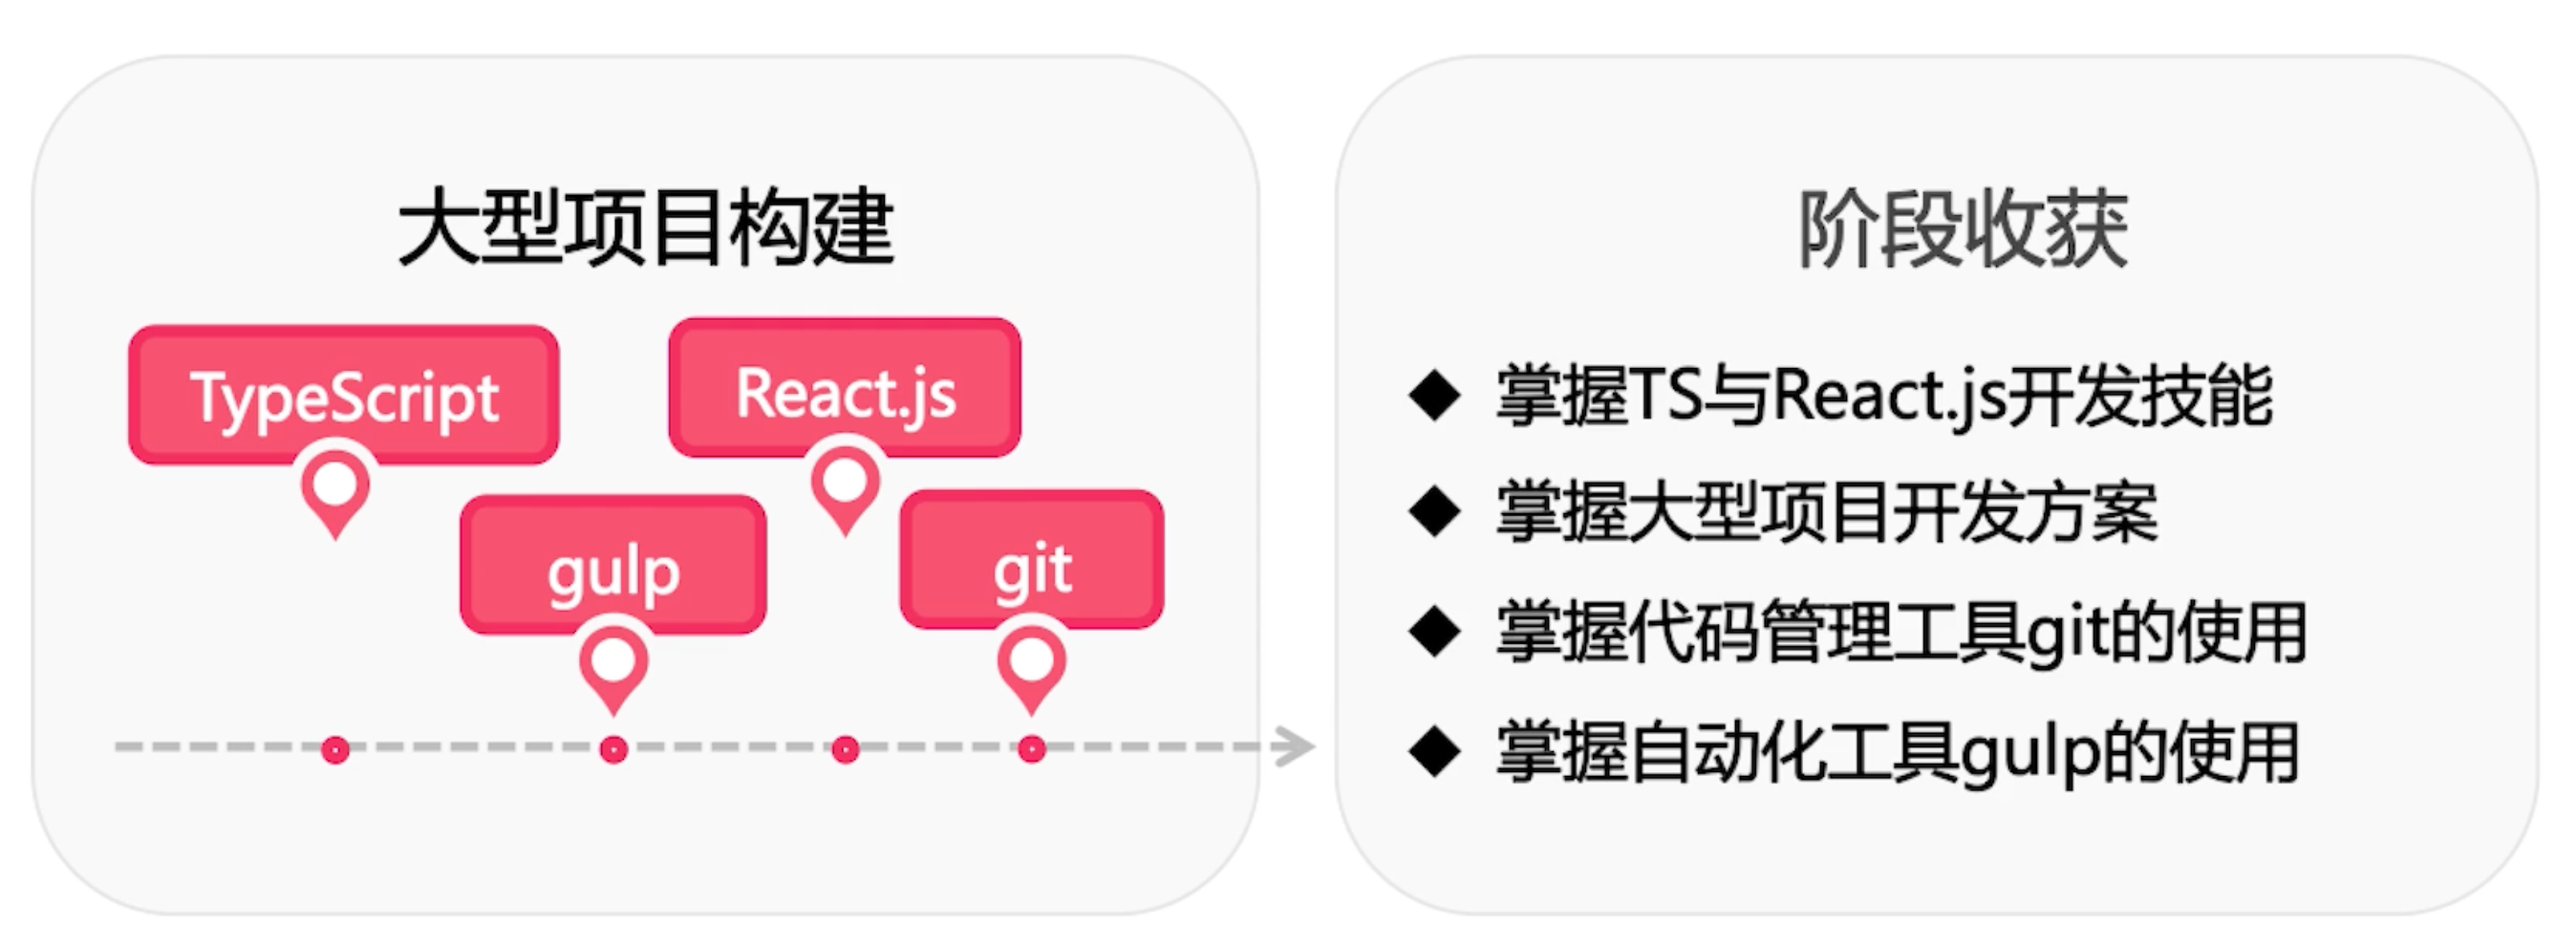 大型项目构建
TypeScript
React.js
gulp
git
阶段收获
掌握TS与React.js开发技能
掌握大型项目开发方案
掌握代码管理工具git的使用
掌握自动化工具gulp的使用